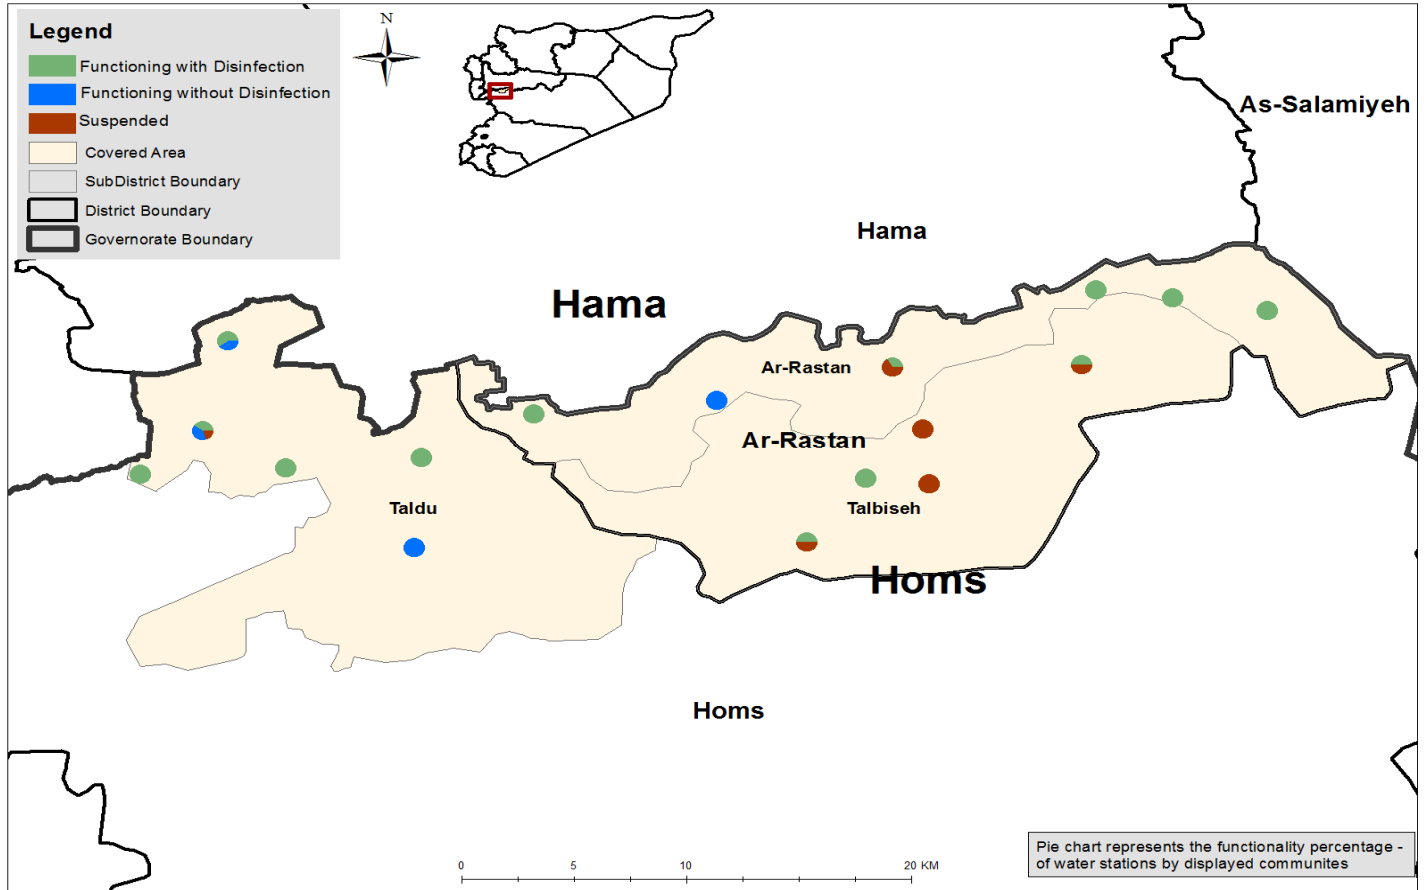 Legend
Functioning with Disinfection
Functioning without Disinfection
Suspended
Covered Area
SubDistrict Boundary
District Boundary
Governorate Boundary
N
As-Salamiyeh
Hama
Hama
Ar-Rastan
Ar-Rastan
Taldu
Talbiseh
Homs
Homs
0 5 10 20 KM
Pie chart represents the functionality percentage -
of water stations by displayed communites